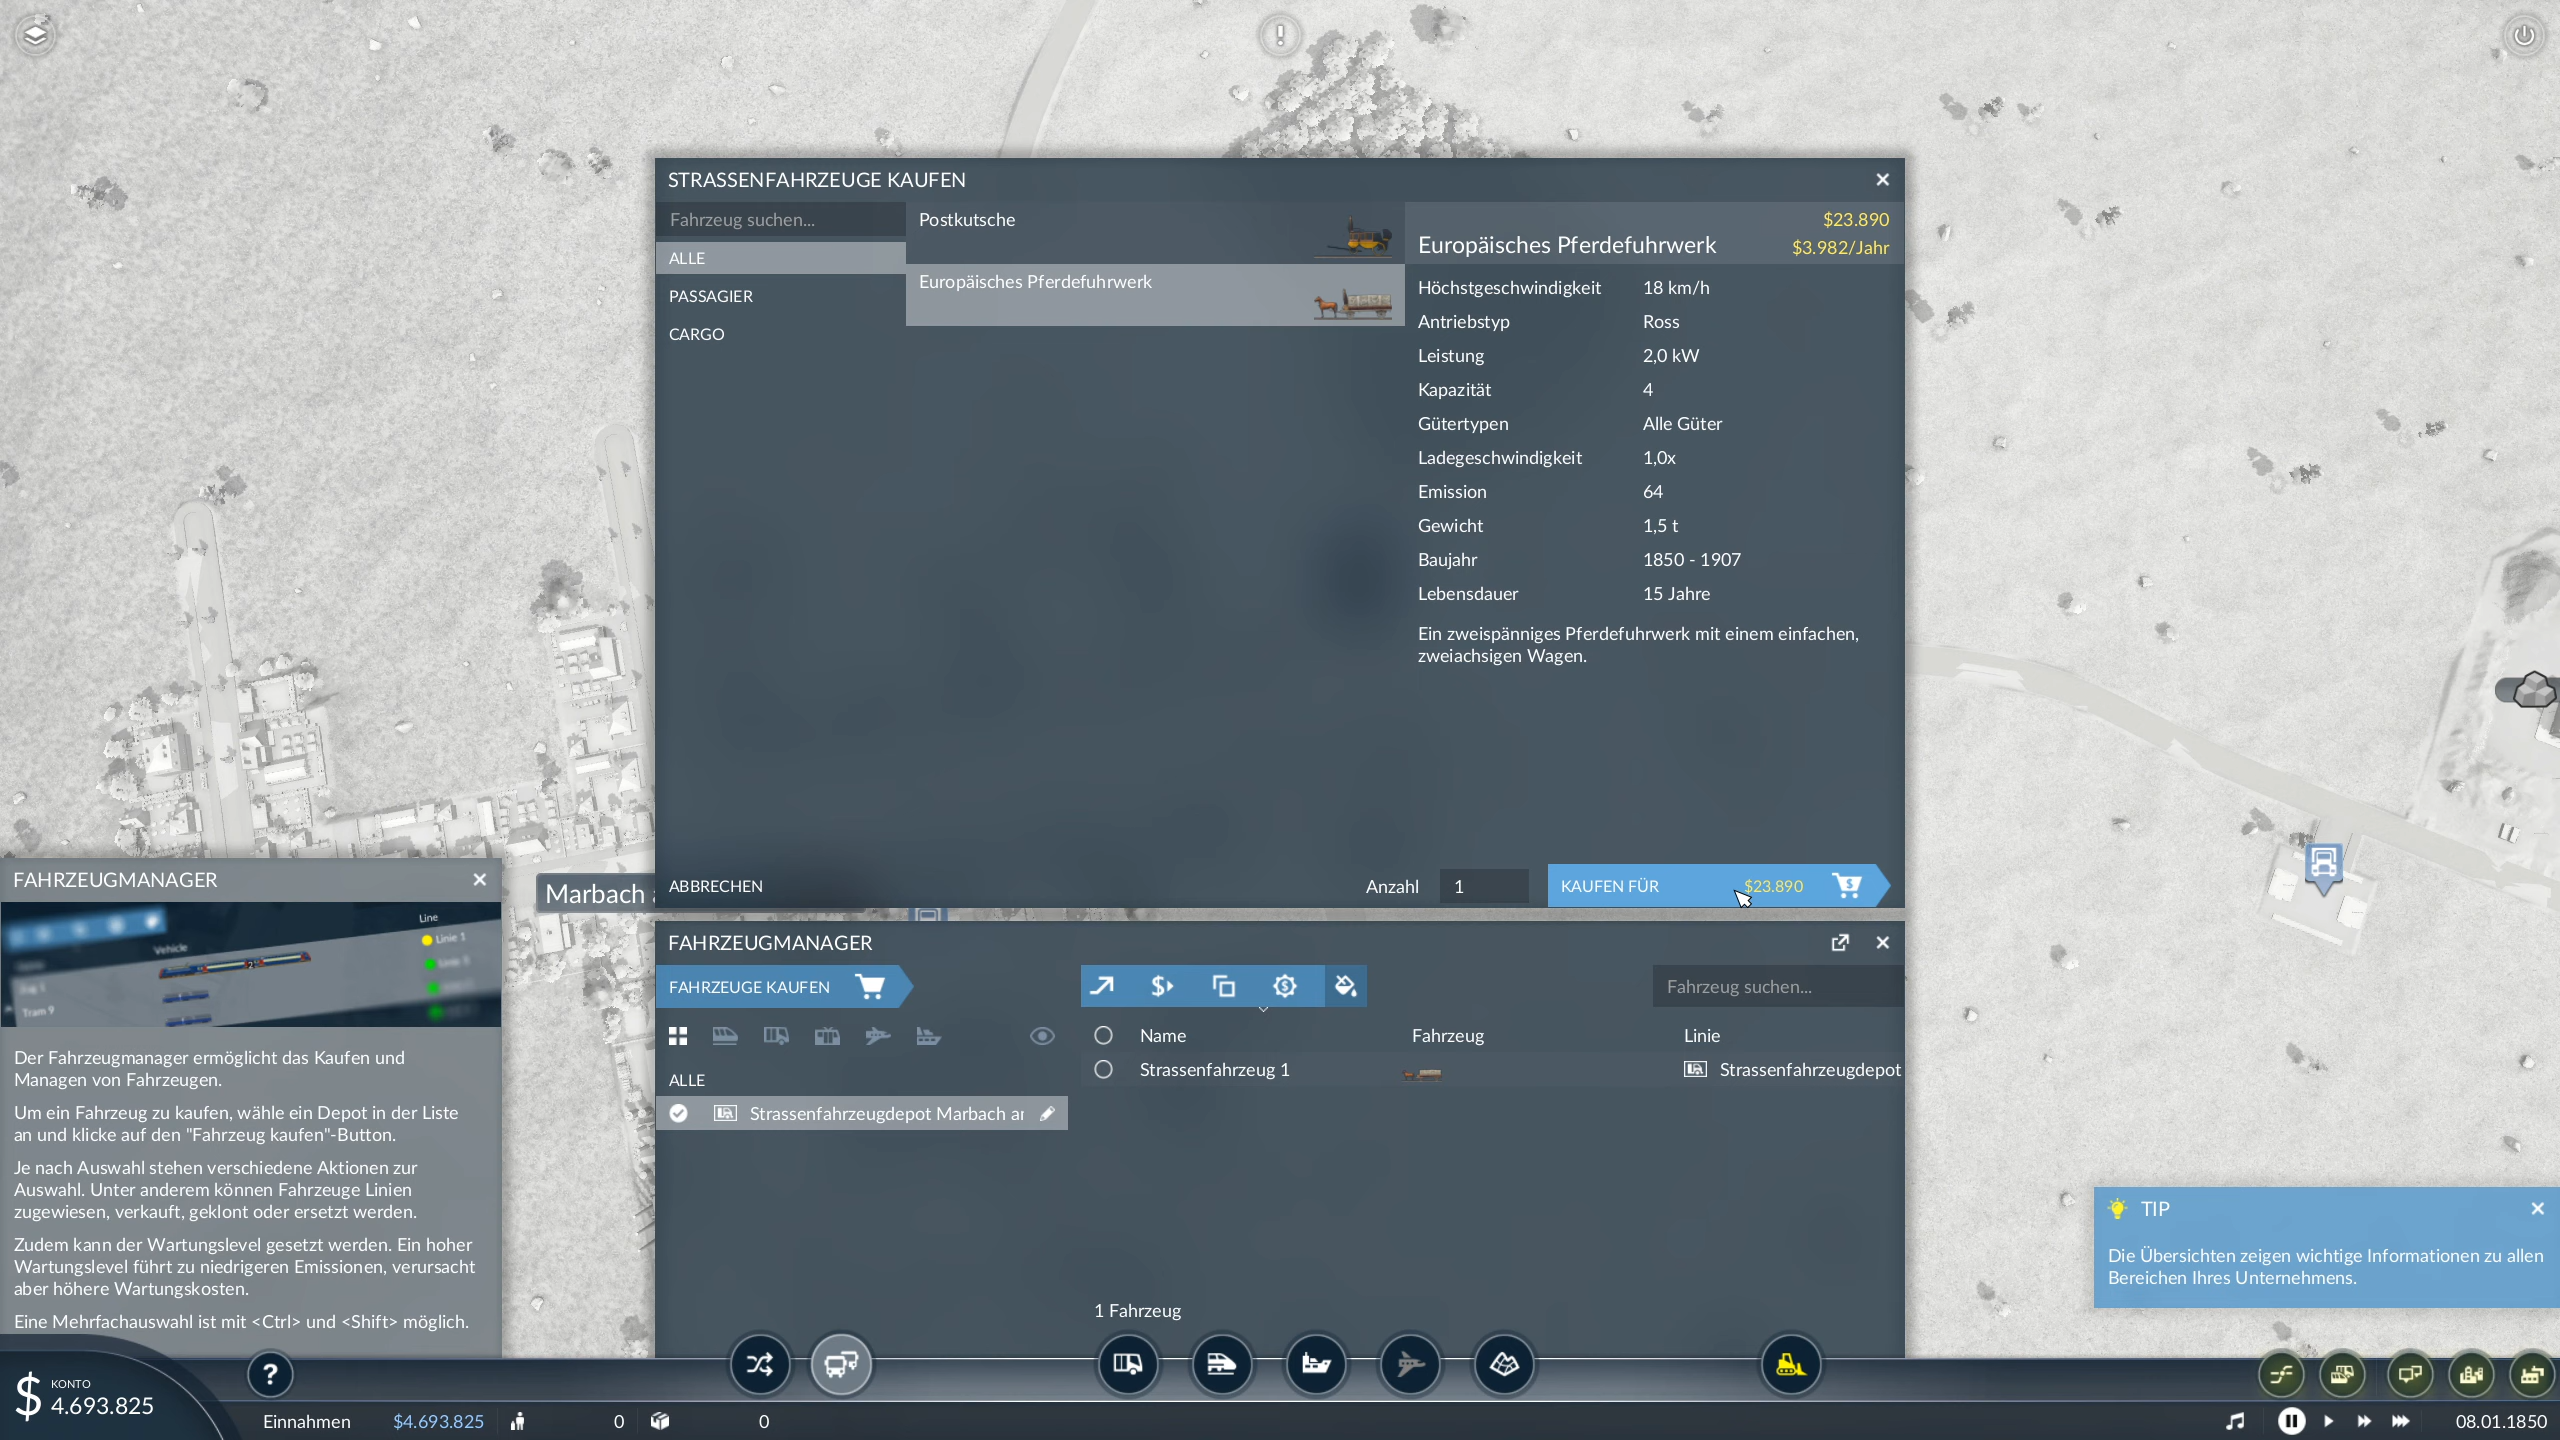 STRASSENFAHRZEUGE KAUFEN
Fahrzeug suchen...
ALLE
PASSAGIER
CARGO
Postkutsche
Europäisches Pferdefuhrwerk
Europäisches Pferdefuhrwerk
$23.890
$3.982/Jahr
Höchstgeschwindigkeit 18 km/h
Antriebstyp Ross
Leistung 2,0 kW
Kapazität 4
Gütertypen Alle Güter
Ladegeschwindigkeit 1,0x
Emission 64
Gewicht 1,5 t
Baujahr 1850 - 1907
Lebensdauer 15 Jahre
Ein zweispänniges Pferdefuhrwerk mit einem einfachen,
zweiachsigen Wagen.
ABBRECHEN
Anzahl 1
KAUFEN FÜR $23.890
Marbach
FAHRZEUGMANAGER
Vehicle
Line
Linie 1
Tram 9
Der Fahrzeugmanager ermöglicht das Kaufen und
Managen von Fahrzeugen.
Um ein Fahrzeug zu kaufen, wähle ein Depot in der Liste
an und klicke auf den "Fahrzeug kaufen"-Button.
Je nach Auswahl stehen verschiedene Aktionen zur
Auswahl. Unter anderem können Fahrzeuge Linien
zugewiesen, verkauft, geklont oder ersetzt werden.
Zudem kann der Wartungslevel gesetzt werden. Ein hoher
Wartungslevel führt zu niedrigeren Emissionen, verursacht
aber höhere Wartungskosten.
Eine Mehrfachauswahl ist mit <Ctrl> und <Shift> möglich.
FAHRZEUGMANAGER
FAHRZEUGE KAUFEN
Fahrzeug suchen...
ALLE
Strassenfahrzeugdepot Marbach ar
Name Fahrzeug Linie
Strassenfahrzeug 1 Strassenfahrzeugdepot
1 Fahrzeug
TIP
Die Übersichten zeigen wichtige Informationen zu allen
Bereichen Ihres Unternehmens.
$ KONTO
4.693.825
?
Einnahmen $4.693.825 0 0
08.01.1850